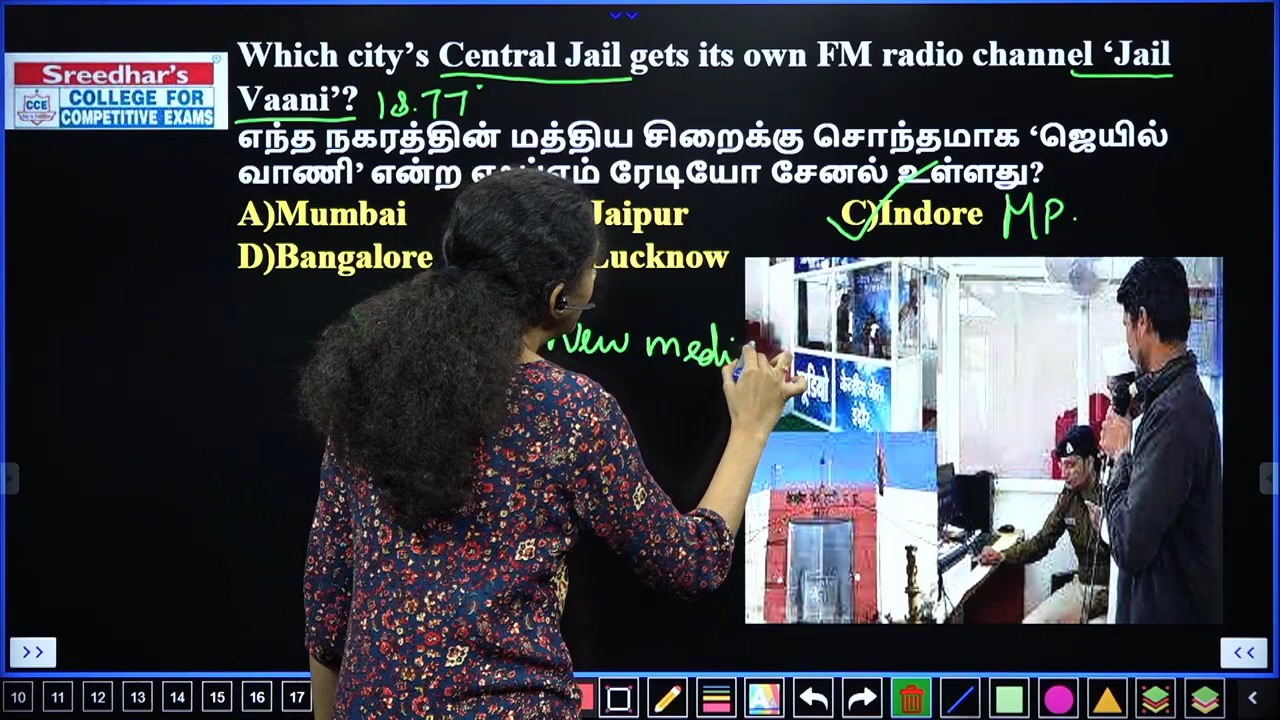 Which city's Central Jail gets its own FM radio channel 'Jail
Sreedhar's
CCE
COLLEGE FOR
COMPETITIVE EXAMS
Vaani'? 18.77
எந்த நகரத்தின் மத்திய சிறைக்கு சொந்தமாக 'ஜெயில்
வாணி' என்ற ரேடியோ சேனல் உள்ளது?
A)Mumbai Jaipur C)Indore MP.
D)Bangalore Lucknow
New medi
>> <<
10 11 12 13 14 15 16 17